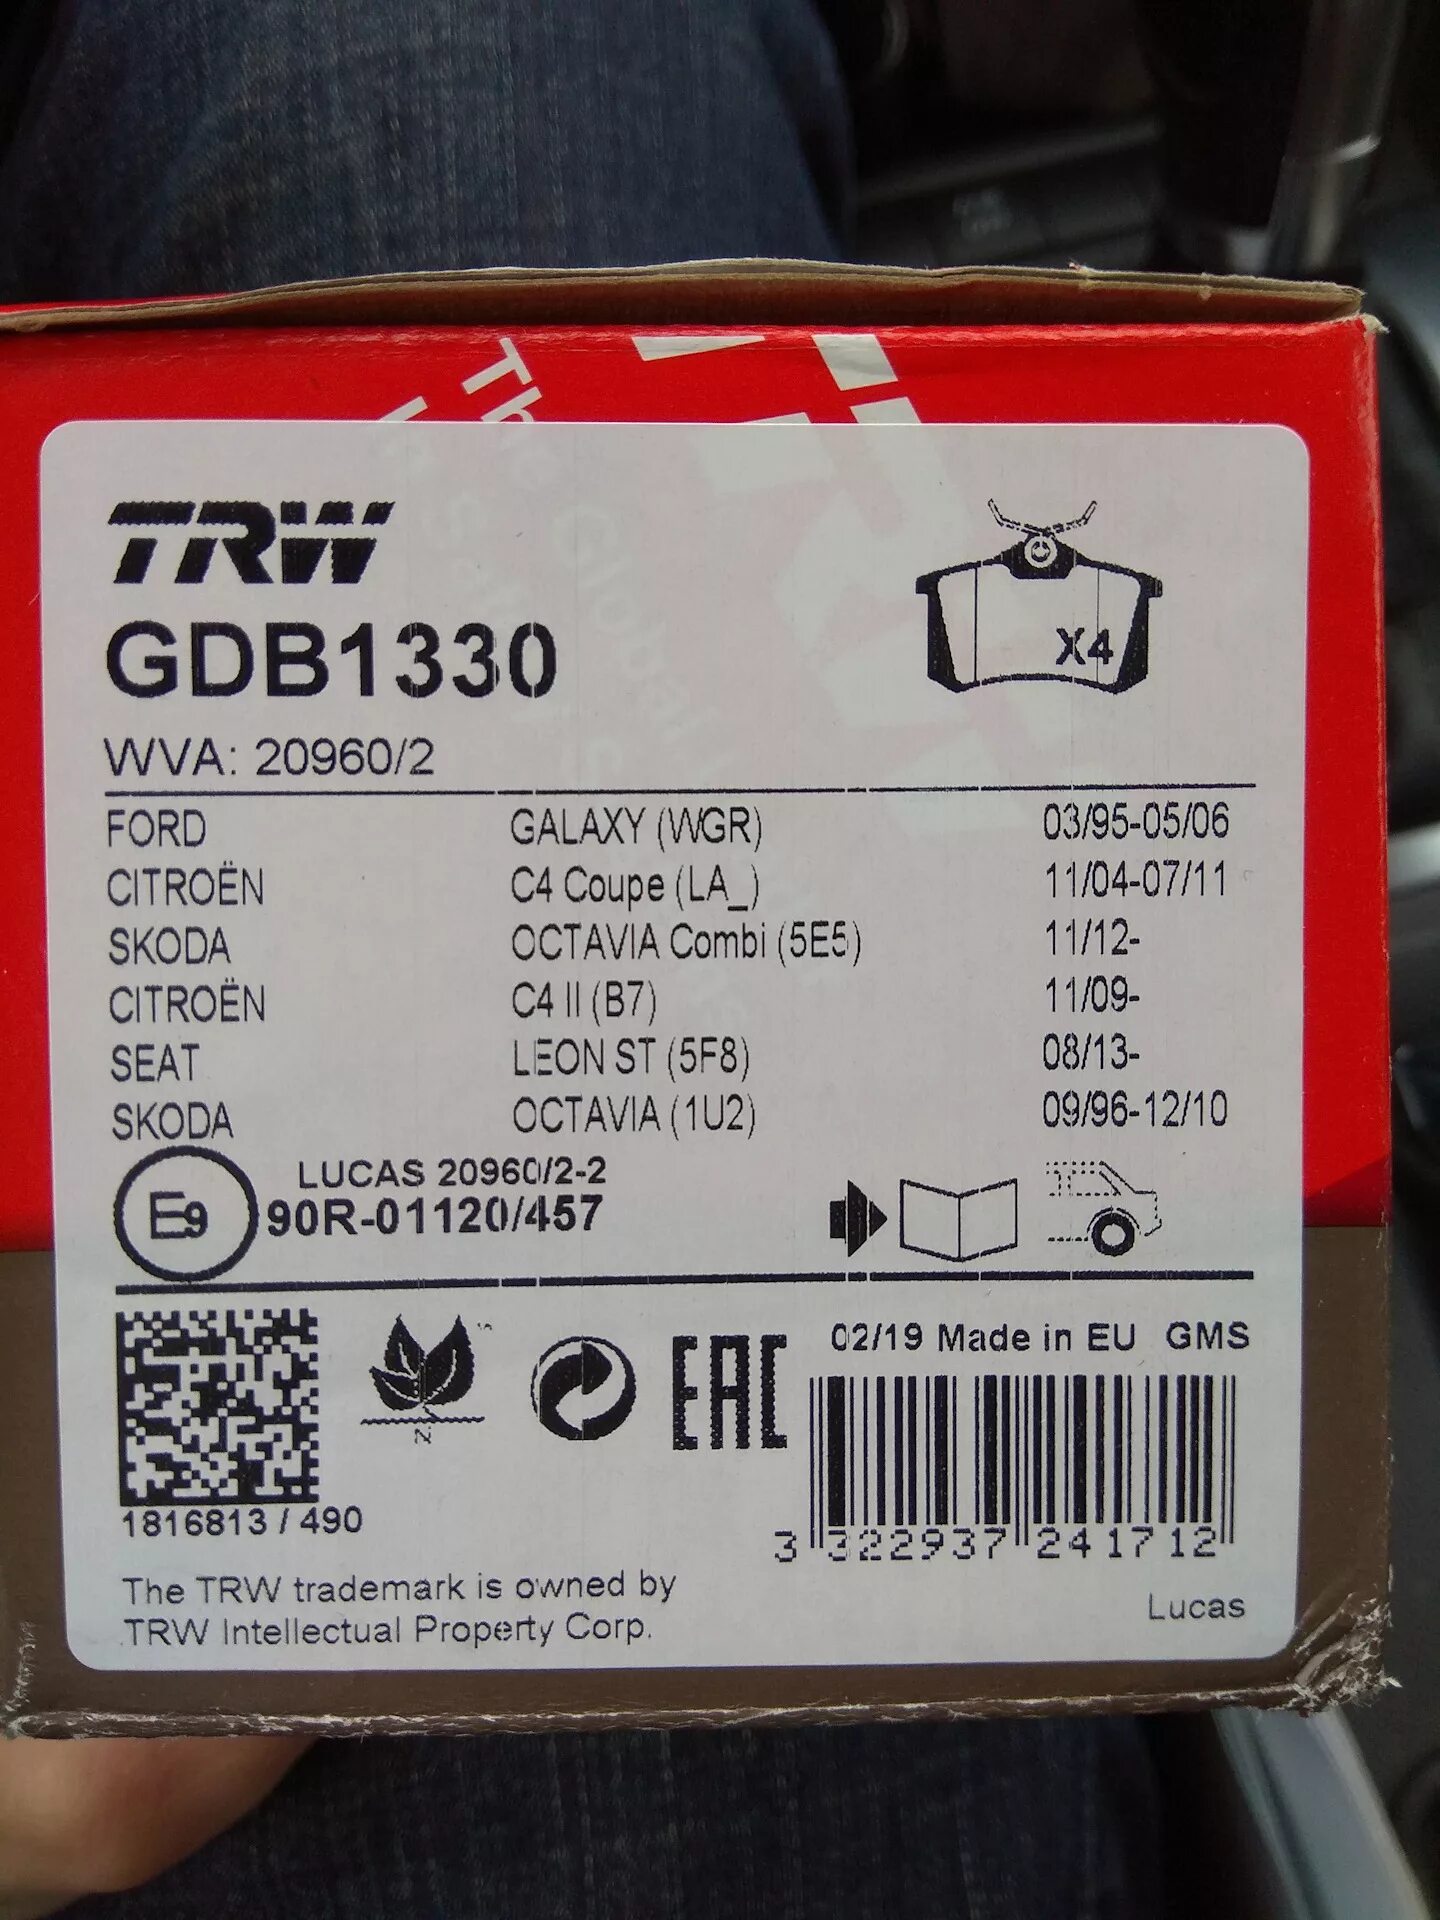 TRW
GDB1330
X4
WVA: 20960/2
FORD GALAXY (WGR) 03/95-05/06
CITROËN C4 Coupe (LA_) 11/04-07/11
SKODA OCTAVIA Combi (5E5) 11/12-
CITROËN C4 II (B7) 11/09-
SEAT LEON ST (5F8) 08/13-
SKODA OCTAVIA (1U2) 09/96-12/10
LUCAS 20960/2-2
E9 90R-01120/457
02/19 Made in EU GMS
EAC
1816813 / 490
3 322937 241712
The TRW trademark is owned by
TRW Intellectual Property Corp.
Lucas